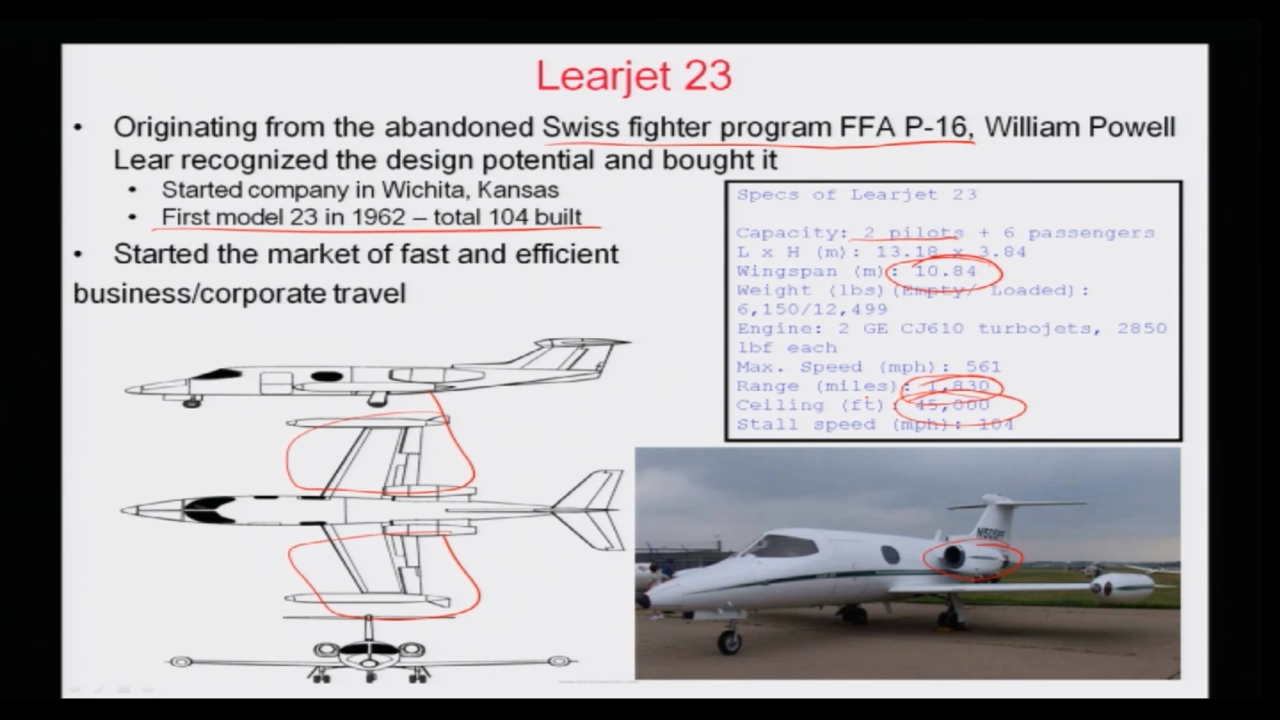 Learjet 23
• Originating from the abandoned Swiss fighter program FFA P-16, William Powell
Lear recognized the design potential and bought it
• Started company in Wichita, Kansas
• First model 23 in 1962 – total 104 built
• Started the market of fast and efficient
business/corporate travel
Specs of Learjet 23
Capacity: 2 pilots + 6 passengers
L x H (m): 13.18 x 3.84
Wingspan (m): 10.84
Weight (lbs)(Empty/ Loaded):
6,150/12,499
Engine: 2 GE CJ610 turbojets, 2850
lbf each
Max. Speed (mph): 561
Range (miles): 1,830
Ceiling (ft): 45,000
Stall speed (mph): 104